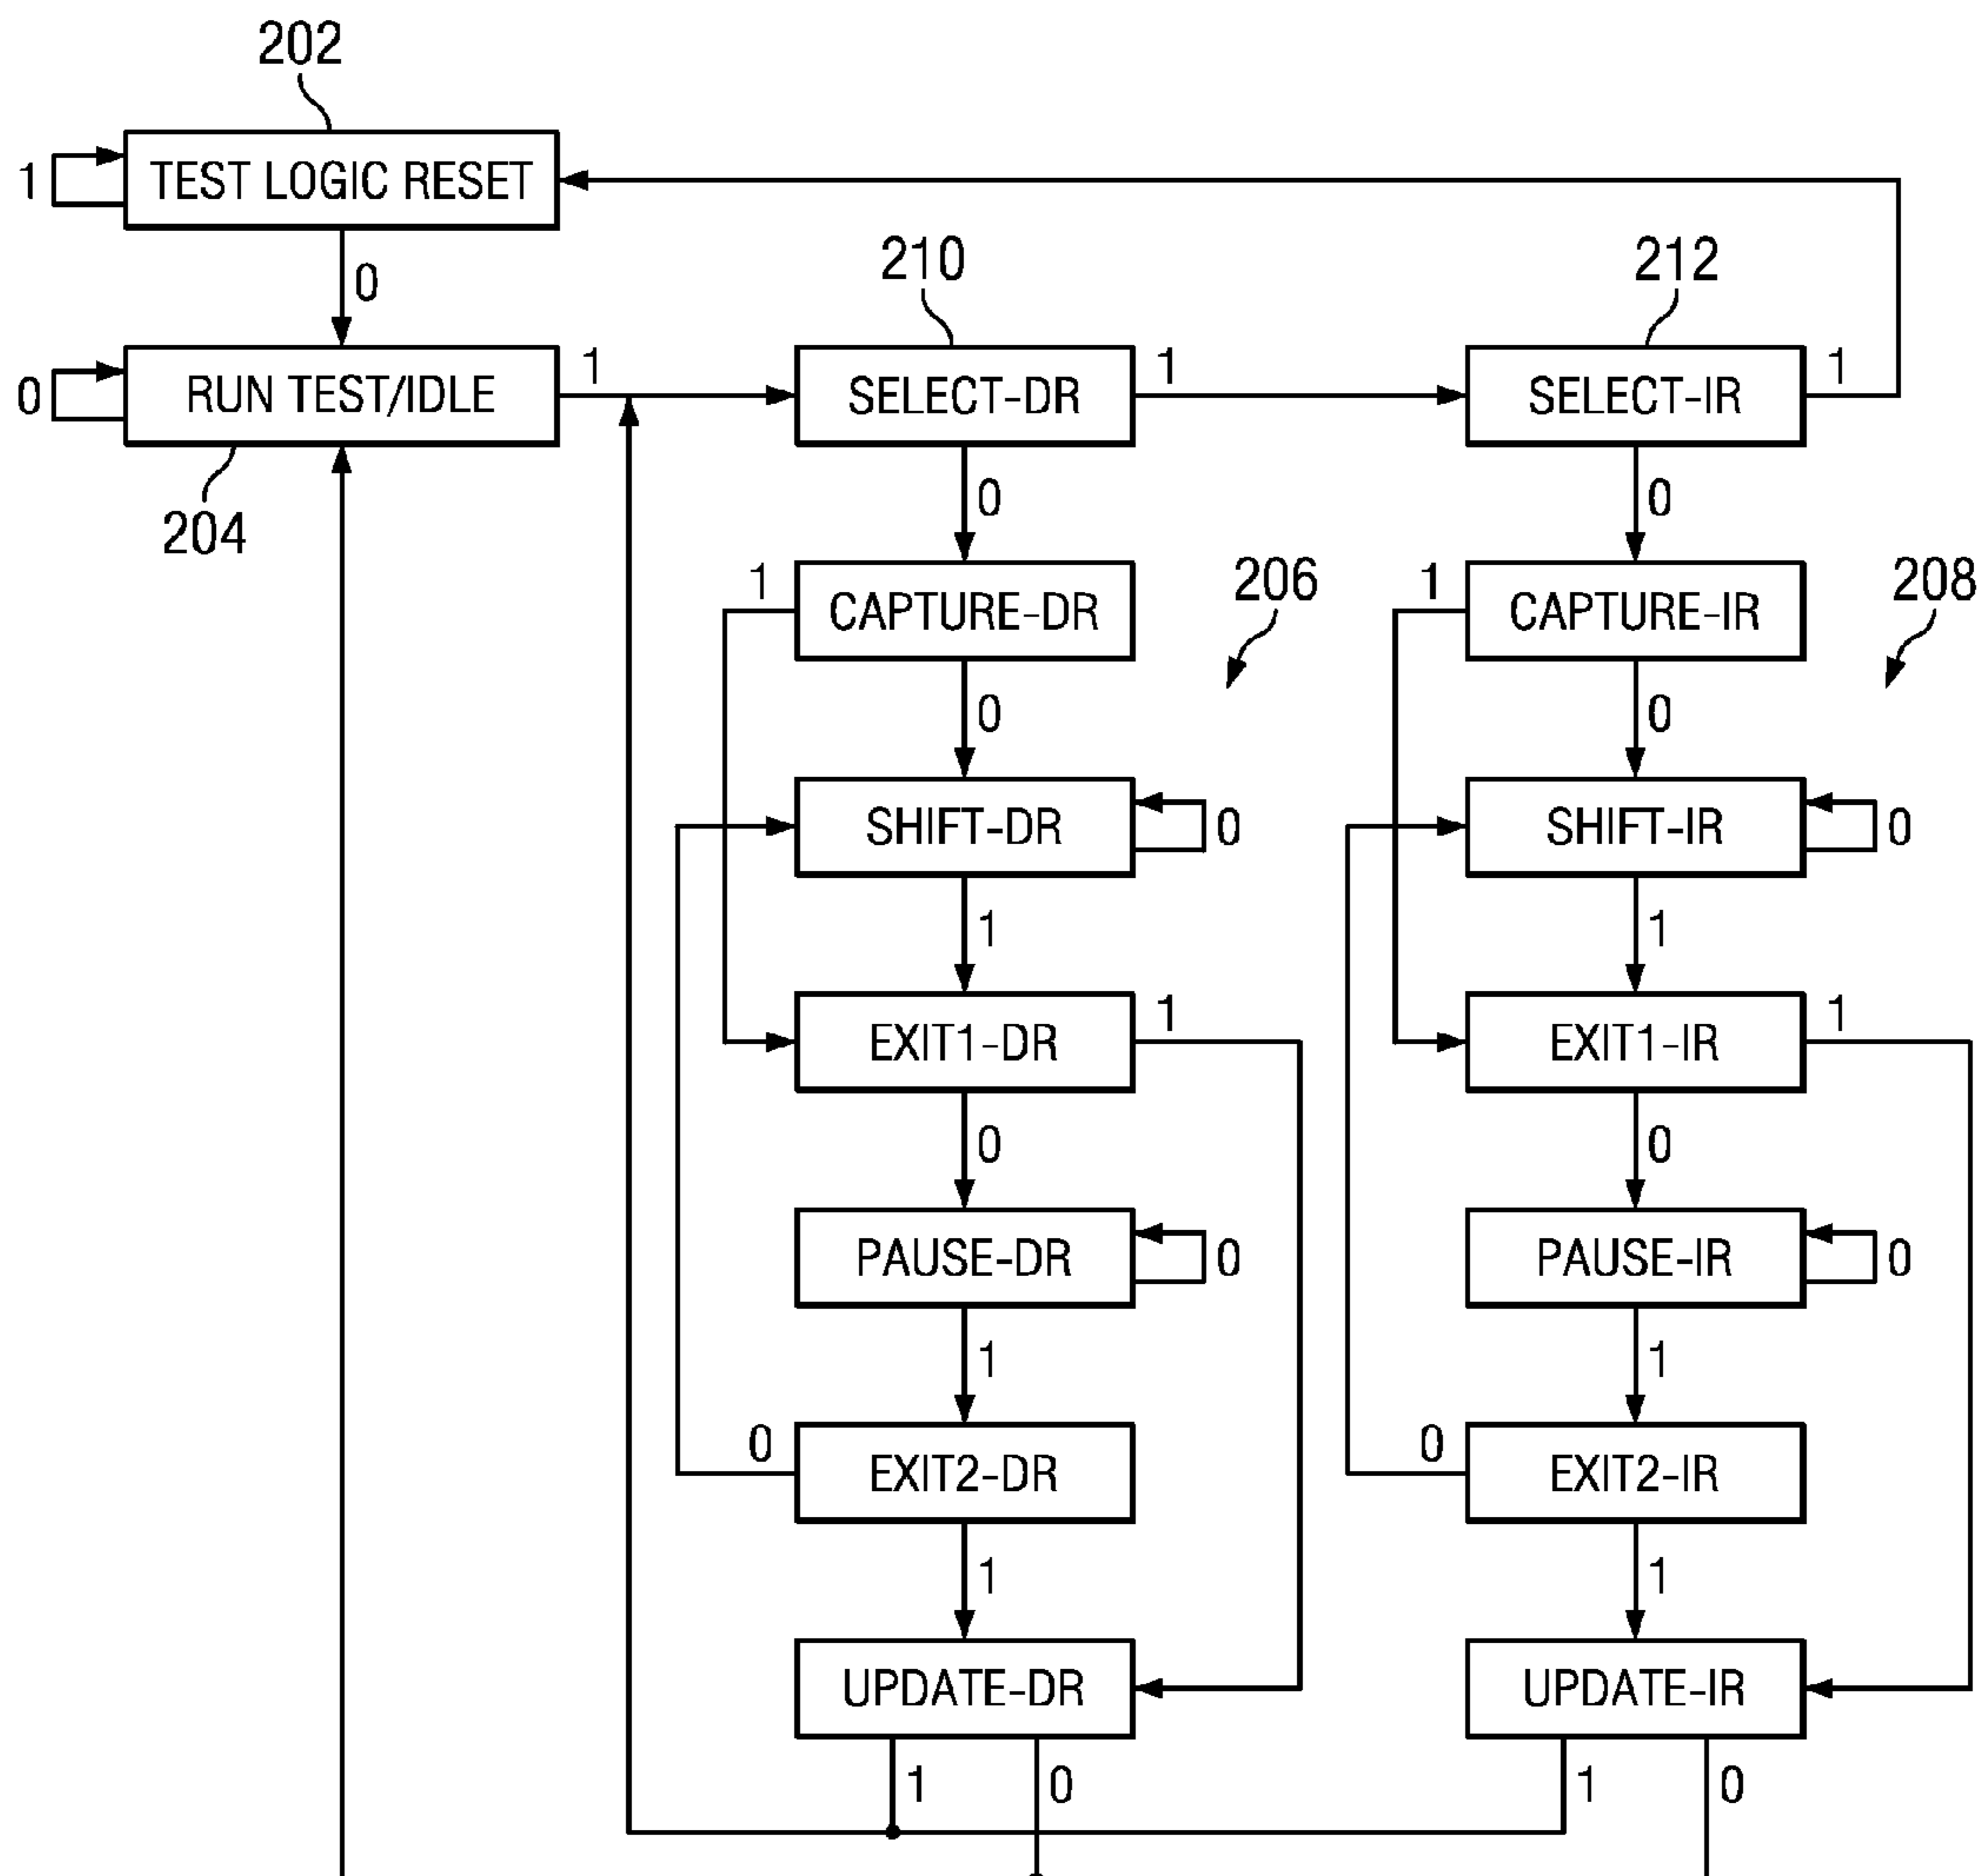 202
1 TEST LOGIC RESET
0
210
212
0 RUN TEST/IDLE 1 SELECT-DR 1 SELECT-IR 1
204
0 0
1 CAPTURE-DR 206 1 CAPTURE-IR 208
0 0
SHIFT-DR 0 SHIFT-IR 0
1 1
EXIT1-DR 1 EXIT1-IR 1
0 0
PAUSE-DR 0 PAUSE-IR 0
1 1
0 EXIT2-DR 0 EXIT2-IR
1 1
UPDATE-DR UPDATE-IR
1 0 1 0